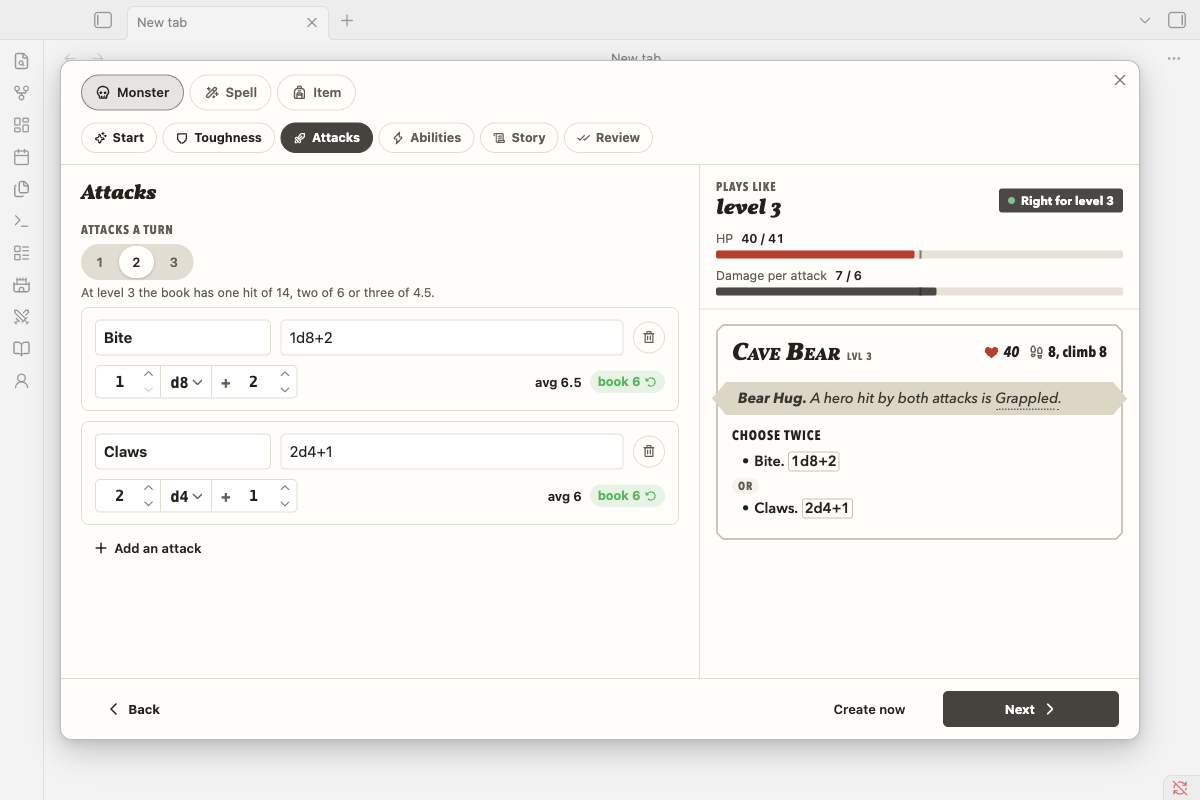 New tab
New tab
Monster Spell Item
Start Toughness Attacks Abilities Story Review
Attacks
ATTACKS A TURN
1 2 3
At level 3 the book has one hit of 14, two of 6 or three of 4.5.
Bite 1d8+2
1 d8 + 2 avg 6.5 book 6
Claws 2d4+1
2 d4 + 1 avg 6 book 6
Add an attack
PLAYS LIKE
level 3 Right for level 3
HP 40 / 41
Damage per attack 7 / 6
CAVE BEAR LVL 3 40 8, climb 8
Bear Hug. A hero hit by both attacks is Grappled.
CHOOSE TWICE
• Bite. 1d8+2
OR
• Claws. 2d4+1
Back Create now Next